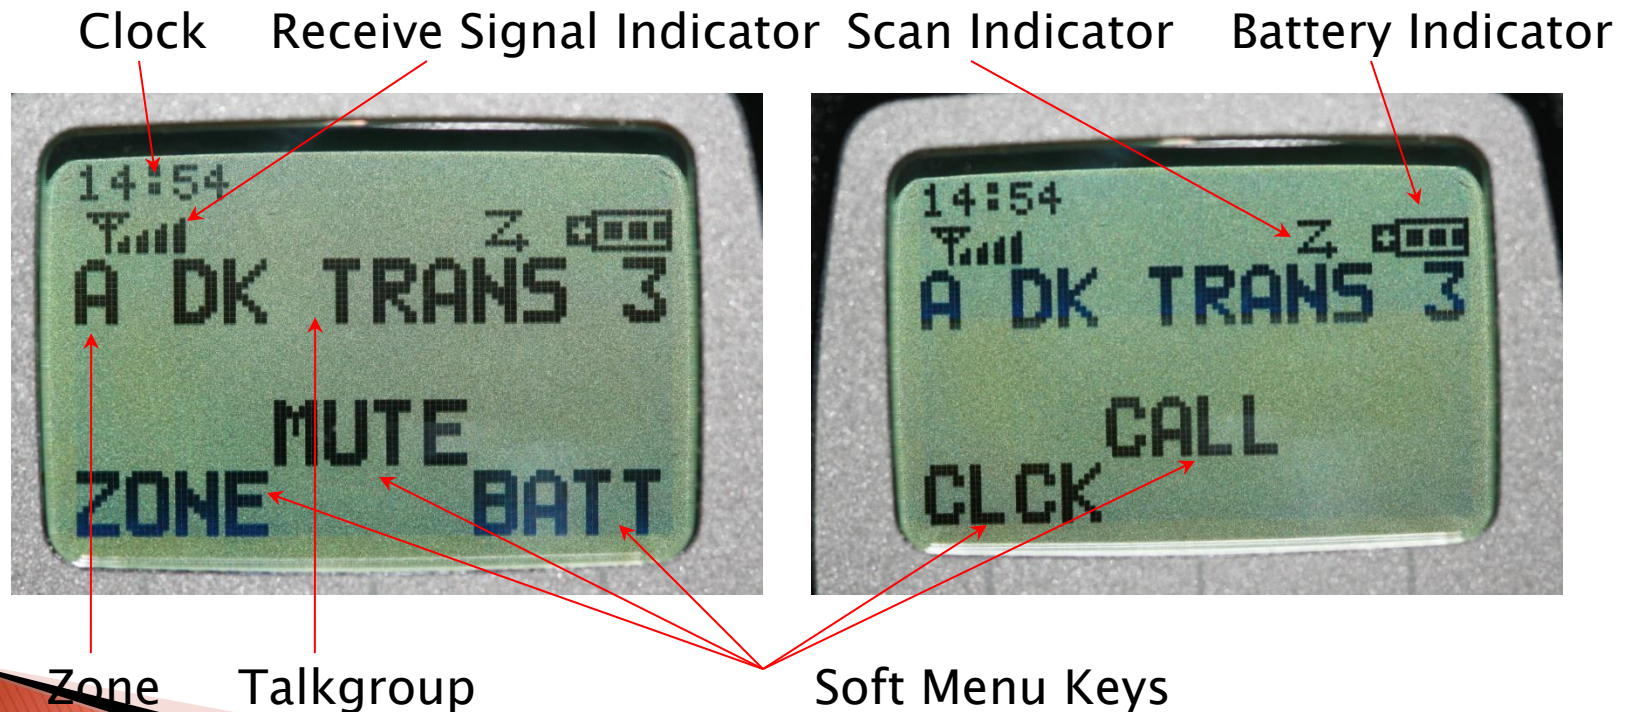 Clock Receive Signal Indicator Scan Indicator Battery Indicator
14:54
A DK TRANS 3
MUTE
ZONE BATT
14:54
A DK TRANS 3
CALL
CLCK
Zone Talkgroup Soft Menu Keys